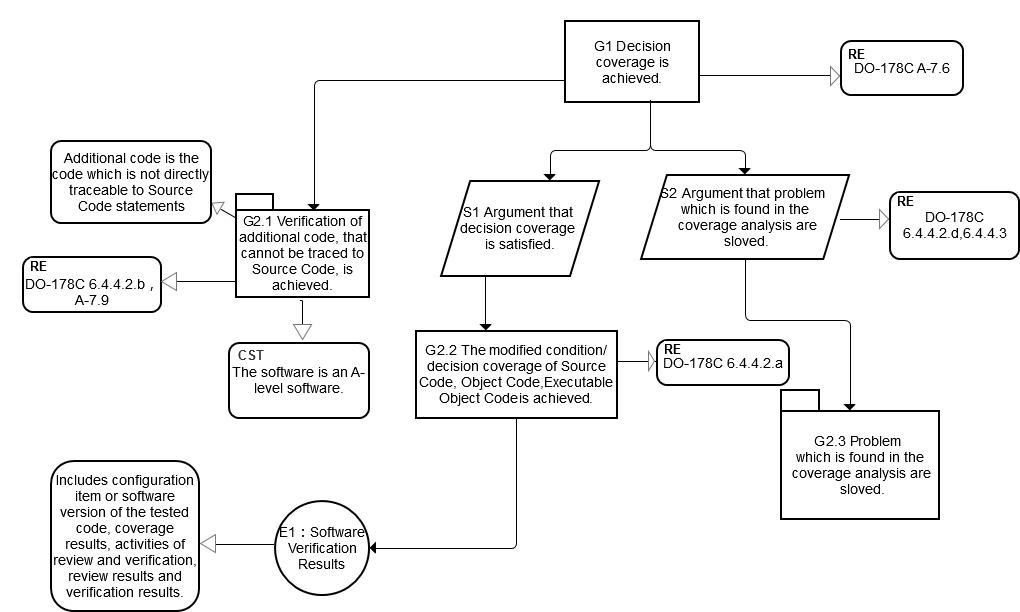 G1 Decision
coverage is
achieved.
RE
DO-178C A-7.6
Additional code is the
code which is not directly
traceable to Source
Code statements
G2.1 Verification of
additional code, that
cannot be traced to
Source Code, is
achieved.
RE
DO-178C 6.4.4.2.b ,
A-7.9
CST
The software is an A-
level software.
S1 Argument that
decision coverage
is satisfied.
S2 Argument that problem
which is found in the
coverage analysis are
sloved.
RE
DO-178C
6.4.4.2.d,6.4.4.3
G2.2 The modified condition/
decision coverage of Source
Code, Object Code,Executable
Object Code is achieved.
RE
DO-178C 6.4.4.2.a
G2.3 Problem
which is found in the
coverage analysis are
sloved.
E1 : Software
Verification
Results
Includes configuration
item or software
version of the tested
code, coverage
results, activities of
review and verification,
review results and
verification results.